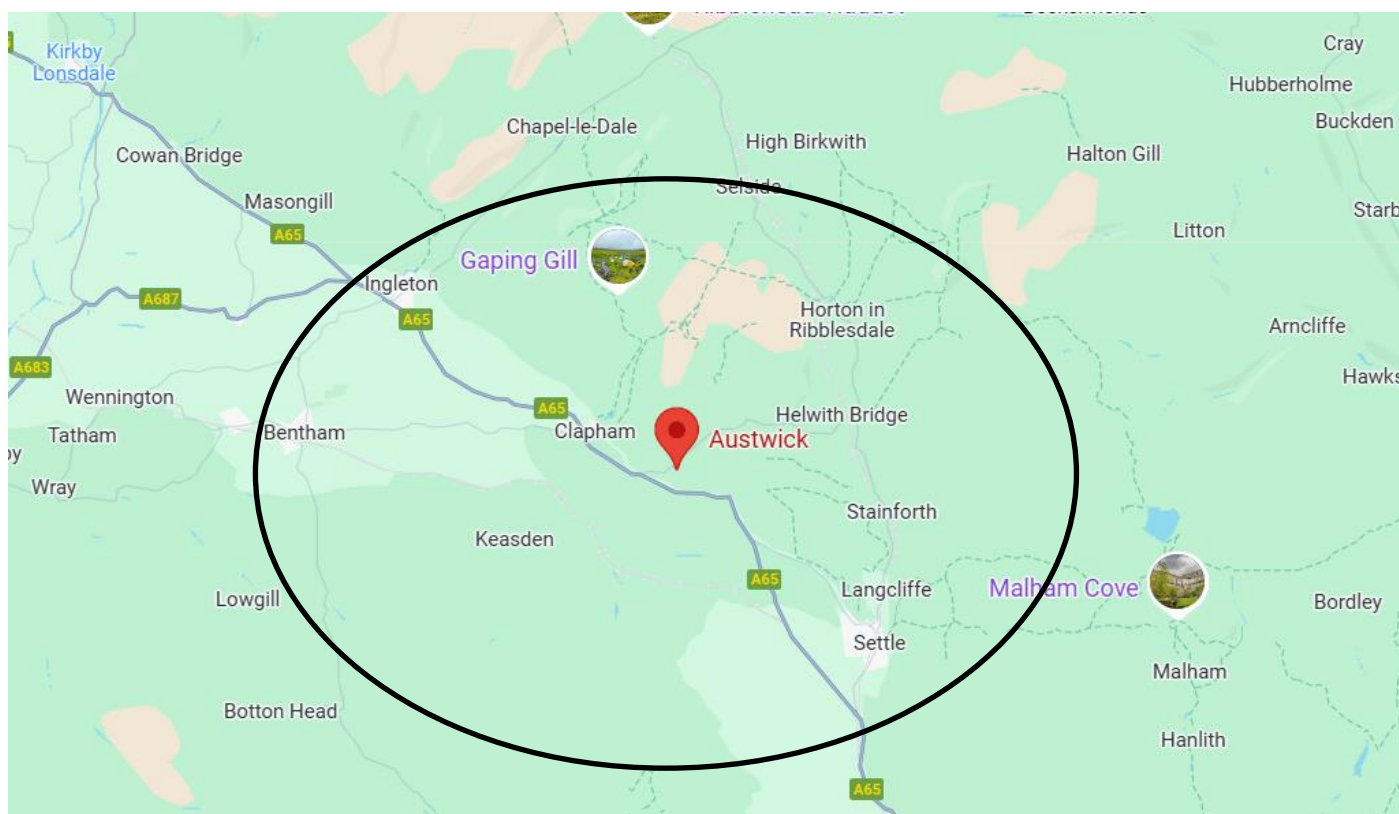 Cray
Kirkby
Lonsdale
Hubberholme
Buckden
Chapel-le-Dale
High Birkwith
Cowan Bridge
Halton Gill
Selside
Masongill
Starb
Litton
A65
Gaping Gill
Ingleton
A687
A65
Horton in
Ribblesdale
Arncliffe
A683
Hawks
Wennington
A65
Helwith Bridge
Bentham
Clapham
Austwick
Tatham
Wray
Stainforth
Keasden
A65
Langcliffe
Malham Cove
Lowgill
Bordley
Settle
Malham
Botton Head
Hanlith
A65